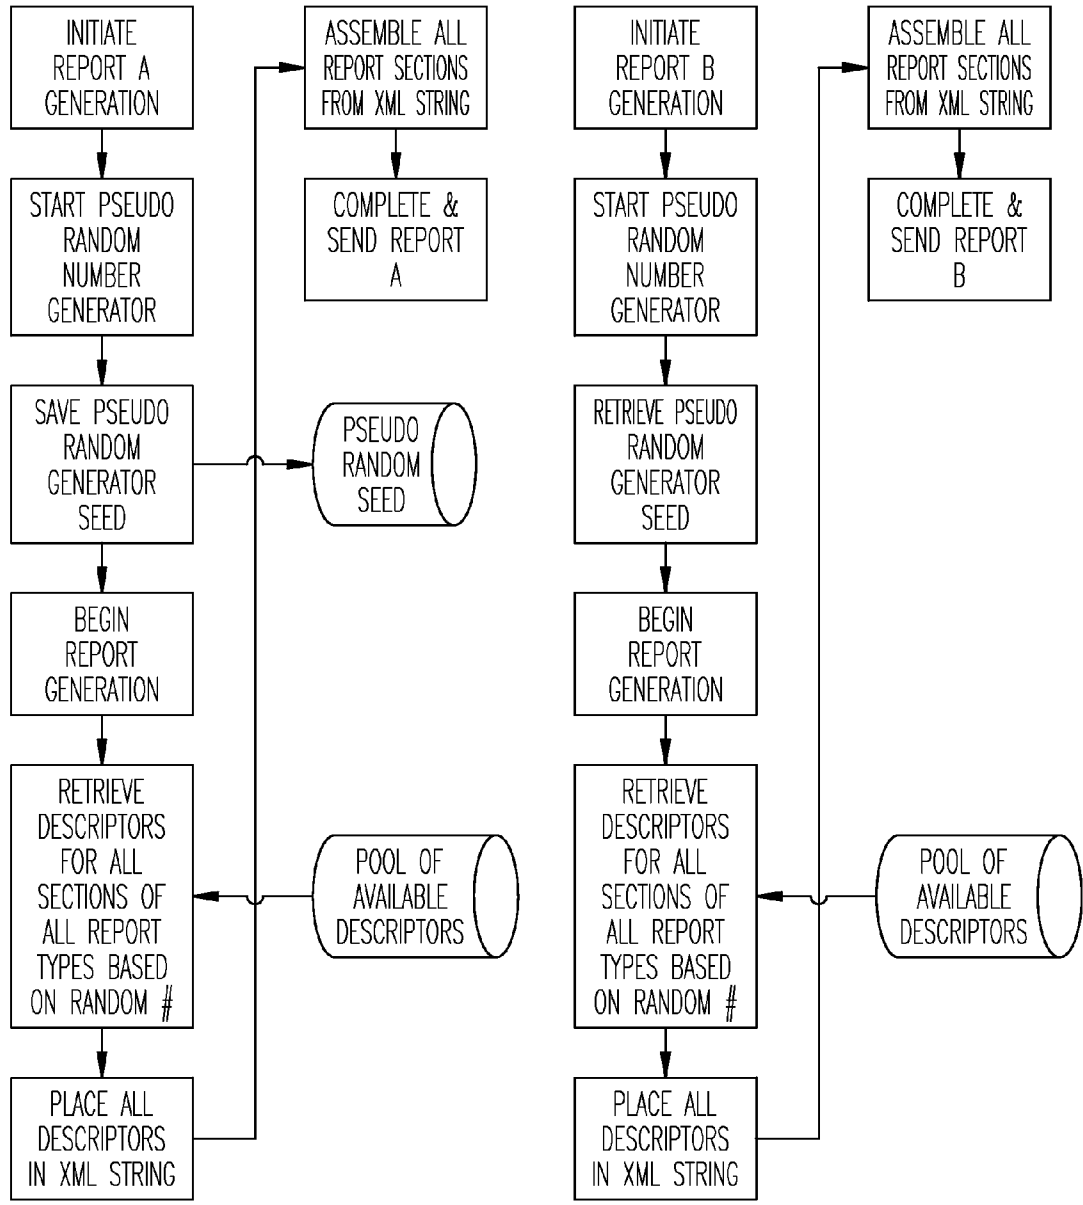 INITIATE
REPORT A
GENERATION
START PSEUDO
RANDOM
NUMBER
GENERATOR
SAVE PSEUDO
RANDOM
GENERATOR
SEED
BEGIN
REPORT
GENERATION
RETRIEVE
DESCRIPTORS
FOR ALL
SECTIONS OF
ALL REPORT
TYPES BASED
ON RANDOM #
PLACE ALL
DESCRIPTORS
IN XML STRING
ASSEMBLE ALL
REPORT SECTIONS
FROM XML STRING
COMPLETE &
SEND REPORT
A
PSEUDO
RANDOM
SEED
POOL OF
AVAILABLE
DESCRIPTORS
INITIATE
REPORT B
GENERATION
START PSEUDO
RANDOM
NUMBER
GENERATOR
RETRIEVE PSEUDO
RANDOM
GENERATOR
SEED
BEGIN
REPORT
GENERATION
RETRIEVE
DESCRIPTORS
FOR ALL
SECTIONS OF
ALL REPORT
TYPES BASED
ON RANDOM #
PLACE ALL
DESCRIPTORS
IN XML STRING
ASSEMBLE ALL
REPORT SECTIONS
FROM XML STRING
COMPLETE &
SEND REPORT
B
POOL OF
AVAILABLE
DESCRIPTORS